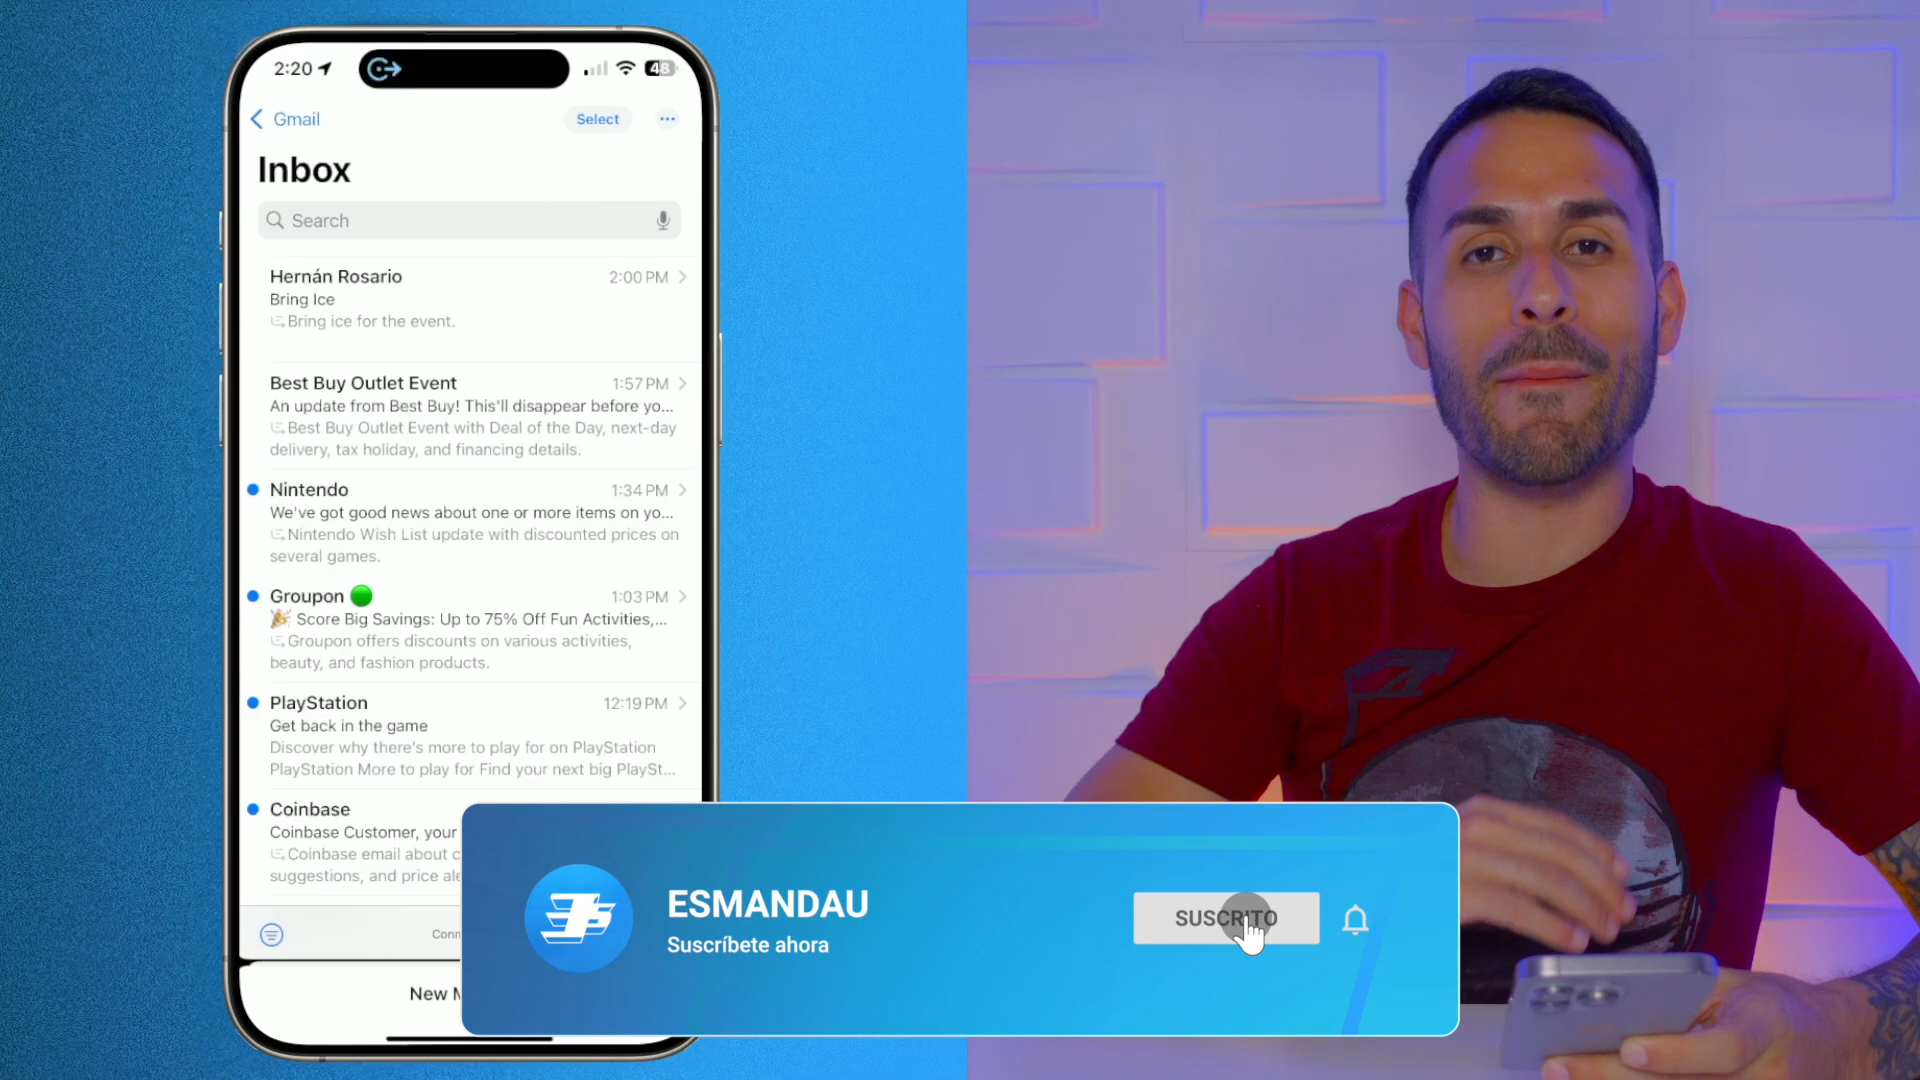 2:20
48
Gmail
Select
Inbox
Search
Hernán Rosario 2:00 PM
Bring Ice
Bring ice for the event.
Best Buy Outlet Event 1:57 PM
An update from Best Buy! This'll disappear before yo...
Best Buy Outlet Event with Deal of the Day, next-day
delivery, tax holiday, and financing details.
Nintendo 1:34 PM
We've got good news about one or more items on yo...
Nintendo Wish List update with discounted prices on
several games.
Groupon 1:03 PM
Score Big Savings: Up to 75% Off Fun Activities,...
Groupon offers discounts on various activities,
beauty, and fashion products.
PlayStation 12:19 PM
Get back in the game
Discover why there's more to play for on PlayStation
PlayStation More to play for Find your next big PlaySt...
Coinbase
Coinbase Customer, your
Coinbase email about c
suggestions, and price ale
Conn
New M
ESMANDAU
Suscríbete ahora
SUSCRITO